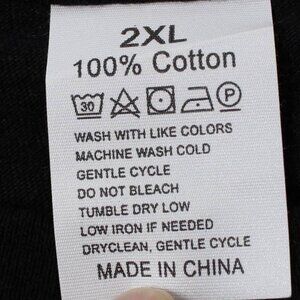 2XL
100% Cotton
30 P
WASH WITH LIKE COLORS
MACHINE WASH COLD
GENTLE CYCLE
DO NOT BLEACH
TUMBLE DRY LOW
LOW IRON IF NEEDED
DRYCLEAN, GENTLE CYCLE
MADE IN CHINA